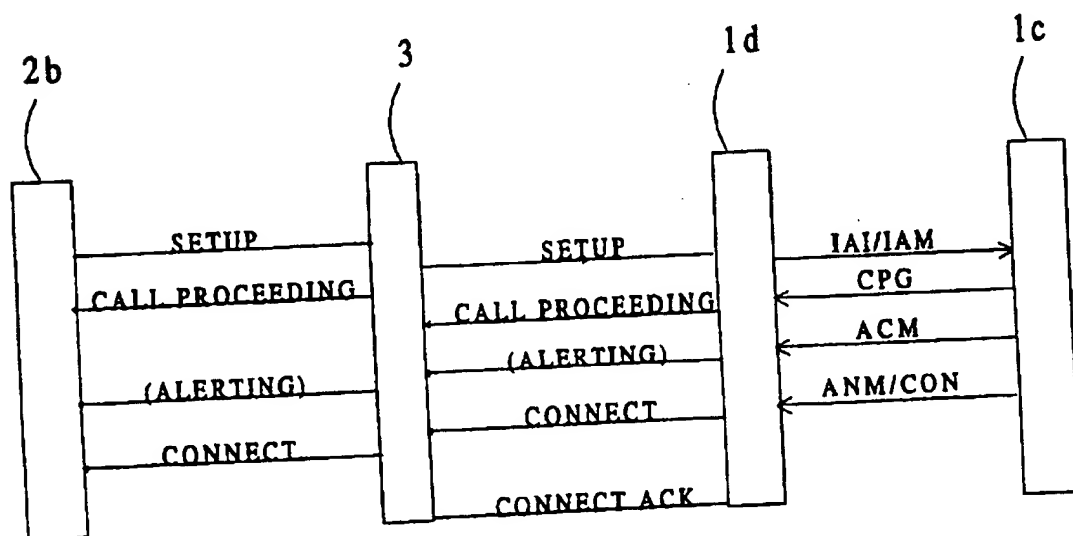 2b
3
1d
1c
SETUP
SETUP
IAI/IAM
CALL PROCEEDING
CALL PROCEEDING
CPG
(ALERTING)
(ALERTING)
ACM
CONNECT
CONNECT
ANM/CON
CONNECT ACK